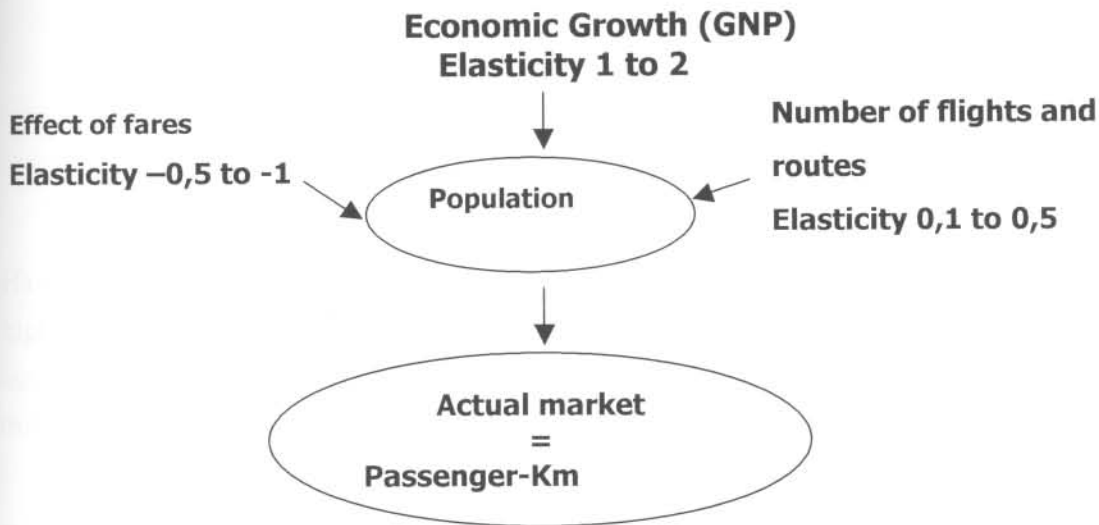 Economic Growth (GNP)
Elasticity 1 to 2
Effect of fares
Elasticity –0,5 to -1
Number of flights and
routes
Elasticity 0,1 to 0,5
Population
Actual market
=
Passenger-Km